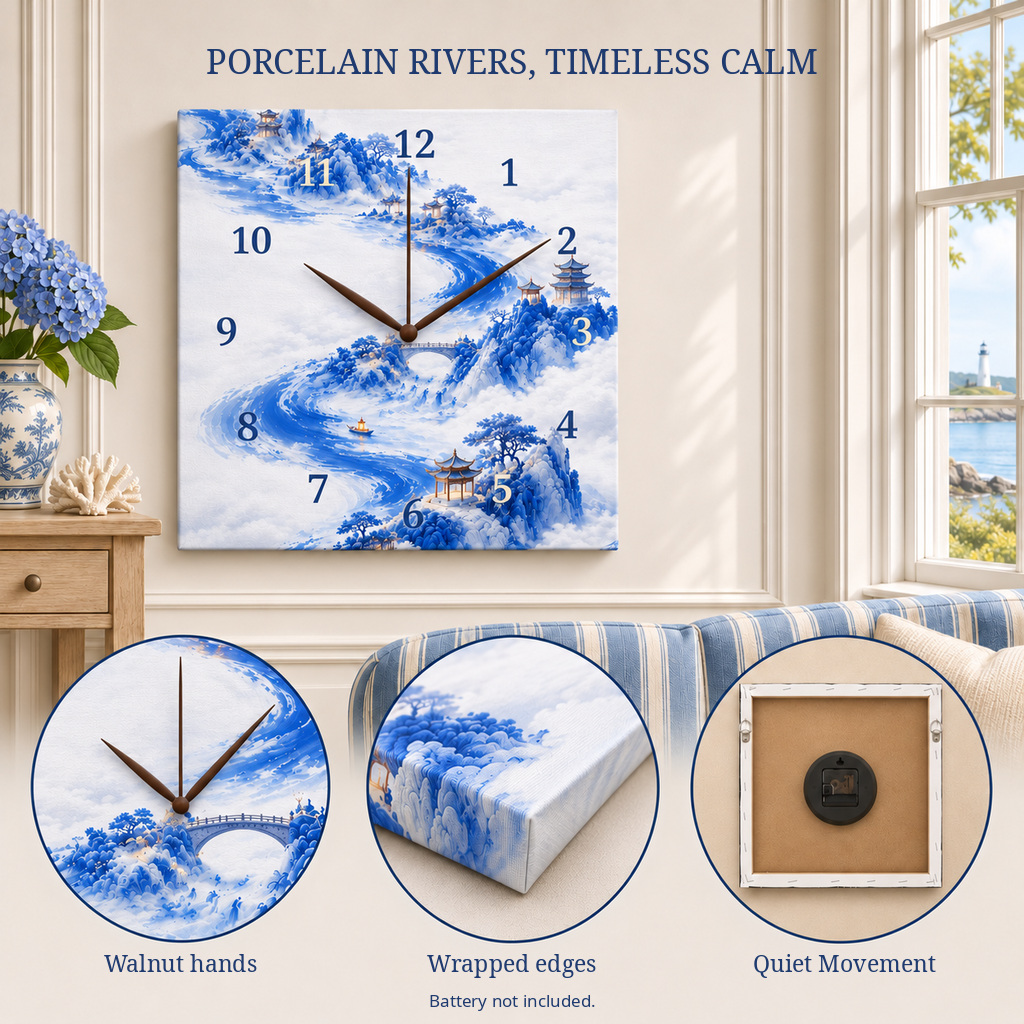 PORCELAIN RIVERS, TIMELESS CALM
12
11
1
10
2
9
3
8
4
7
5
6
Walnut hands
Wrapped edges
Quiet Movement
Battery not included.